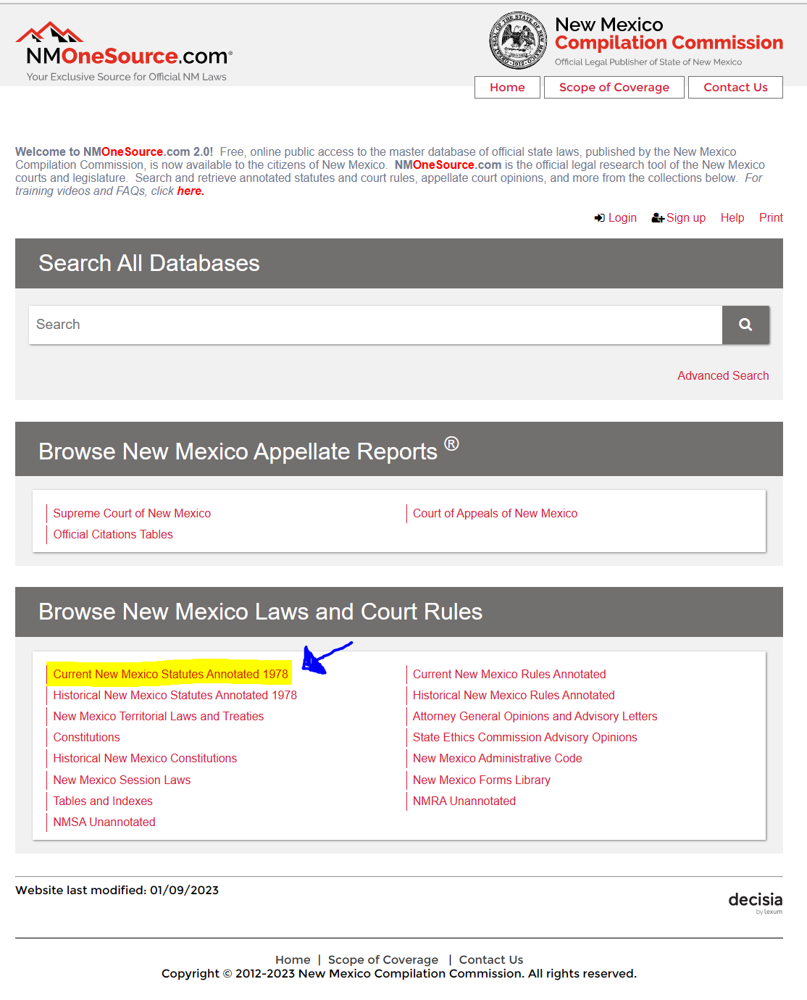 NMOneSource.com®
Your Exclusive Source for Official NM Laws
GREAT SEAL OF THE STATE OF NEW MEXICO
1912
New Mexico
Compilation Commission
Official Legal Publisher of State of New Mexico
Home
Scope of Coverage
Contact Us
Welcome to NMOneSource.com 2.0! Free, online public access to the master database of official state laws, published by the New Mexico
Compilation Commission, is now available to the citizens of New Mexico. NMOneSource.com is the official legal research tool of the New Mexico
courts and legislature. Search and retrieve annotated statutes and court rules, appellate court opinions, and more from the collections below. For
training videos and FAQs, click here.
Login
Sign up
Help
Print
Search All Databases
Search
Advanced Search
Browse New Mexico Appellate Reports ®
Supreme Court of New Mexico
Court of Appeals of New Mexico
Official Citations Tables
Browse New Mexico Laws and Court Rules
Current New Mexico Statutes Annotated 1978
Current New Mexico Rules Annotated
Historical New Mexico Statutes Annotated 1978
Historical New Mexico Rules Annotated
New Mexico Territorial Laws and Treaties
Attorney General Opinions and Advisory Letters
Constitutions
State Ethics Commission Advisory Opinions
Historical New Mexico Constitutions
New Mexico Administrative Code
New Mexico Session Laws
New Mexico Forms Library
Tables and Indexes
NMRA Unannotated
NMSA Unannotated
Website last modified: 01/09/2023
decisia
by lexum
Home | Scope of Coverage | Contact Us
Copyright © 2012-2023 New Mexico Compilation Commission. All rights reserved.